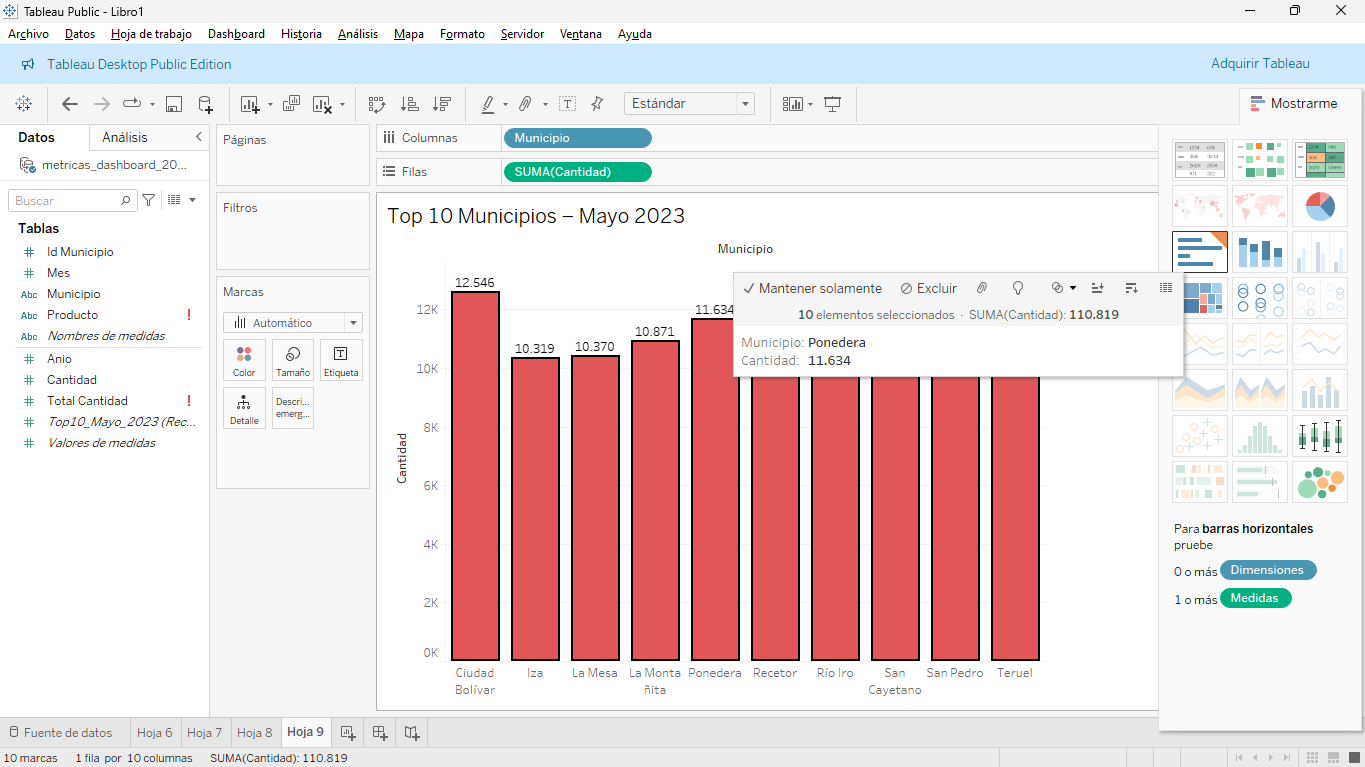 Tableau Public - Libro1
Archivo Datos Hoja de trabajo Dashboard Historia Análisis Mapa Formato Servidor Ventana Ayuda
Tableau Desktop Public Edition
Adquirir Tableau
Estándar
Mostrarme
Datos
Análisis
metricas_dashboard_20...
Buscar
Tablas
Id Municipio
Mes
Abc Municipio
Abc Producto !
Abc Nombres de medidas
Anio
Cantidad
Total Cantidad !
Top10_Mayo_2023 (Rec...
Valores de medidas
Páginas
Filtros
Marcas
Automático
Color
Tamaño
Etiqueta
Detalle
Descri...
emerg...
Columnas
Municipio
Filas
SUMA(Cantidad)
Top 10 Municipios – Mayo 2023
Municipio
12.546
10.319
10.370
10.871
11.634
Mantener solamente
Excluir
10 elementos seleccionados · SUMA(Cantidad): 110.819
Municipio: Ponedera
Cantidad: 11.634
Cantidad
12K
10K
8K
6K
4K
2K
0K
Ciudad
Bolívar
Iza
La Mesa
La Monta
ñita
Ponedera
Recetor
Río Iro
San
Cayetano
San Pedro
Teruel
Para barras horizontales
pruebe
0 o más Dimensiones
1 o más Medidas
Fuente de datos
Hoja 6
Hoja 7
Hoja 8
Hoja 9
10 marcas
1 fila por 10 columnas
SUMA(Cantidad): 110.819